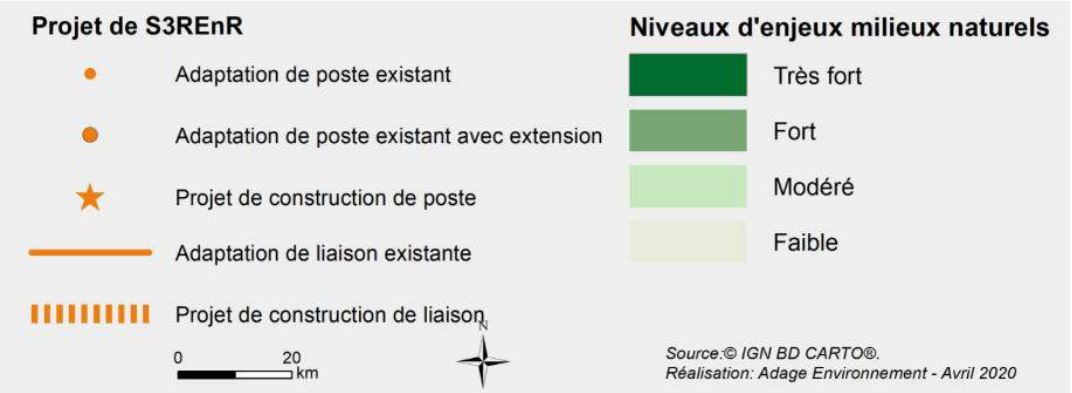 Projet de S3REnR
Adaptation de poste existant
Adaptation de poste existant avec extension
Projet de construction de poste
Adaptation de liaison existante
Projet de construction de liaison
0 20
km
N
Niveaux d'enjeux milieux naturels
Très fort
Fort
Modéré
Faible
Source:© IGN BD CARTO®.
Réalisation: Adage Environnement - Avril 2020